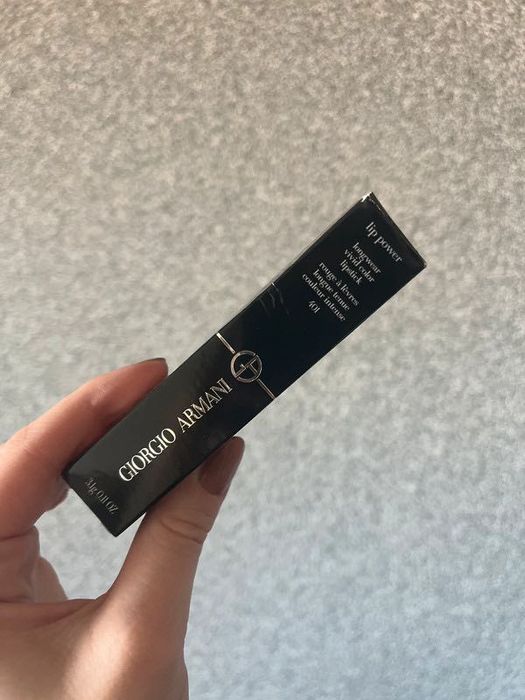 lip power
longwear
vivid color
lipstick
rouge à lèvres
longue tenue
couleur intense
401
GIORGIO ARMANI
3.1g 0.11 OZ